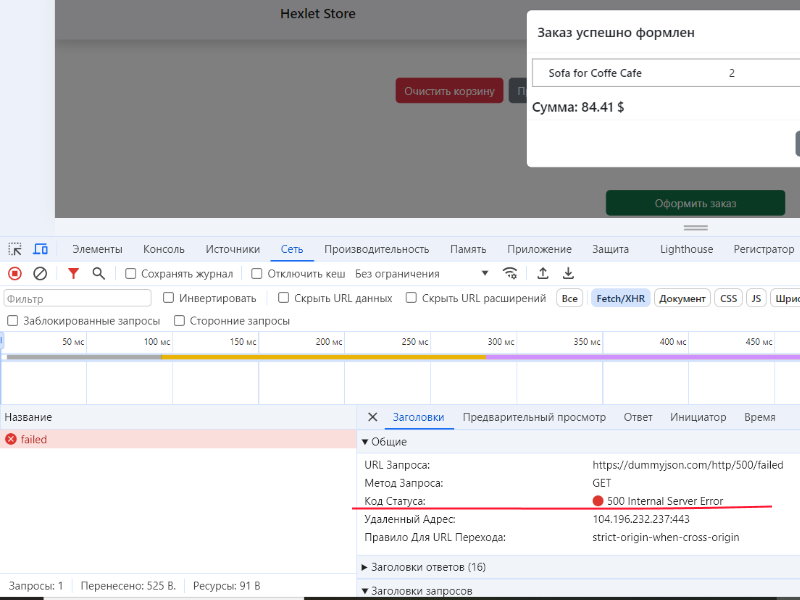 Hexlet Store
Заказ успешно формлен
Sofa for Coffe Cafe 2
Очистить корзину
Сумма: 84.41 $
Оформить заказ
Элементы Консоль Источники Сеть Производительность Память Приложение Защита Lighthouse Регистратор
Сохранять журнал Отключить кеш Без ограничения
Фильтр Инвертировать Скрыть URL данных Скрыть URL расширений Все Fetch/XHR Документ CSS JS
Заблокированные запросы Сторонние запросы
50 мс 100 мс 150 мс 200 мс 250 мс 300 мс 350 мс 400 мс 450 мс
Название
failed
Заголовки Предварительный просмотр Ответ Инициатор Время
Общие
URL Запроса: https://dummyjson.com/http/500/failed
Метод Запроса: GET
Код Статуса: 500 Internal Server Error
Удаленный Адрес: 104.196.232.237:443
Правило Для URL Перехода: strict-origin-when-cross-origin
Заголовки ответов (16)
Заголовки запросов
Запросы: 1 Перенесено: 525 B. Ресурсы: 91 B